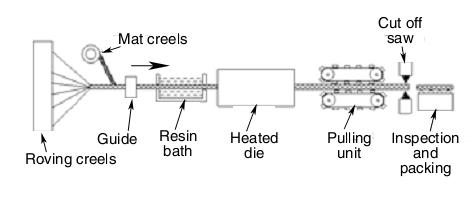 Cut off
saw
Mat creels
Roving creels
Guide
Resin
bath
Heated
die
Pulling
unit
Inspection
and
packing